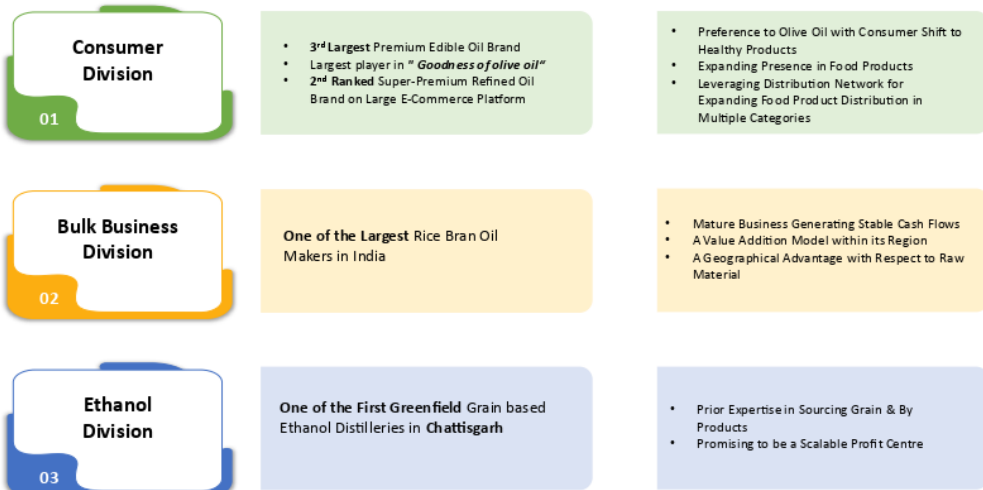 Consumer
Division
01
• 3rd Largest Premium Edible Oil Brand
• Largest player in " Goodness of olive oil"
• 2nd Ranked Super-Premium Refined Oil
Brand on Large E-Commerce Platform
• Preference to Olive Oil with Consumer Shift to
Healthy Products
• Expanding Presence in Food Products
• Leveraging Distribution Network for
Expanding Food Product Distribution in
Multiple Categories
Bulk Business
Division
02
One of the Largest Rice Bran Oil
Makers in India
• Mature Business Generating Stable Cash Flows
• A Value Addition Model within its Region
• A Geographical Advantage with Respect to Raw
Material
Ethanol
Division
03
One of the First Greenfield Grain based
Ethanol Distilleries in Chattisgarh
• Prior Expertise in Sourcing Grain & By
Products
• Promising to be a Scalable Profit Centre